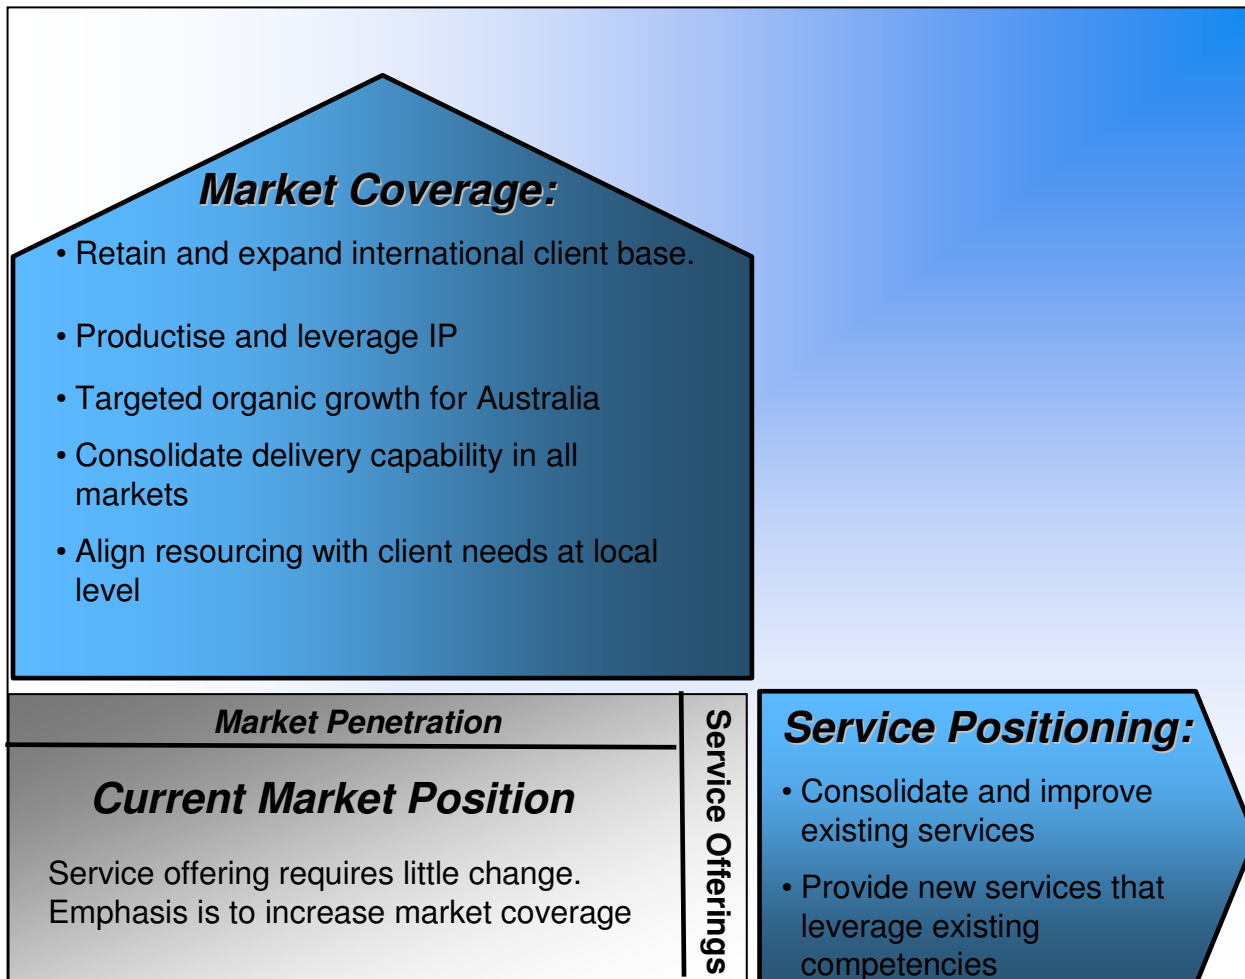 Market Coverage:
• Retain and expand international client base.
• Productise and leverage IP
• Targeted organic growth for Australia
• Consolidate delivery capability in all
markets
• Align resourcing with client needs at local
level
Market Penetration
Current Market Position
Service offering requires little change.
Emphasis is to increase market coverage
Service Offerings
Service Positioning:
• Consolidate and improve
existing services
• Provide new services that
leverage existing
competencies